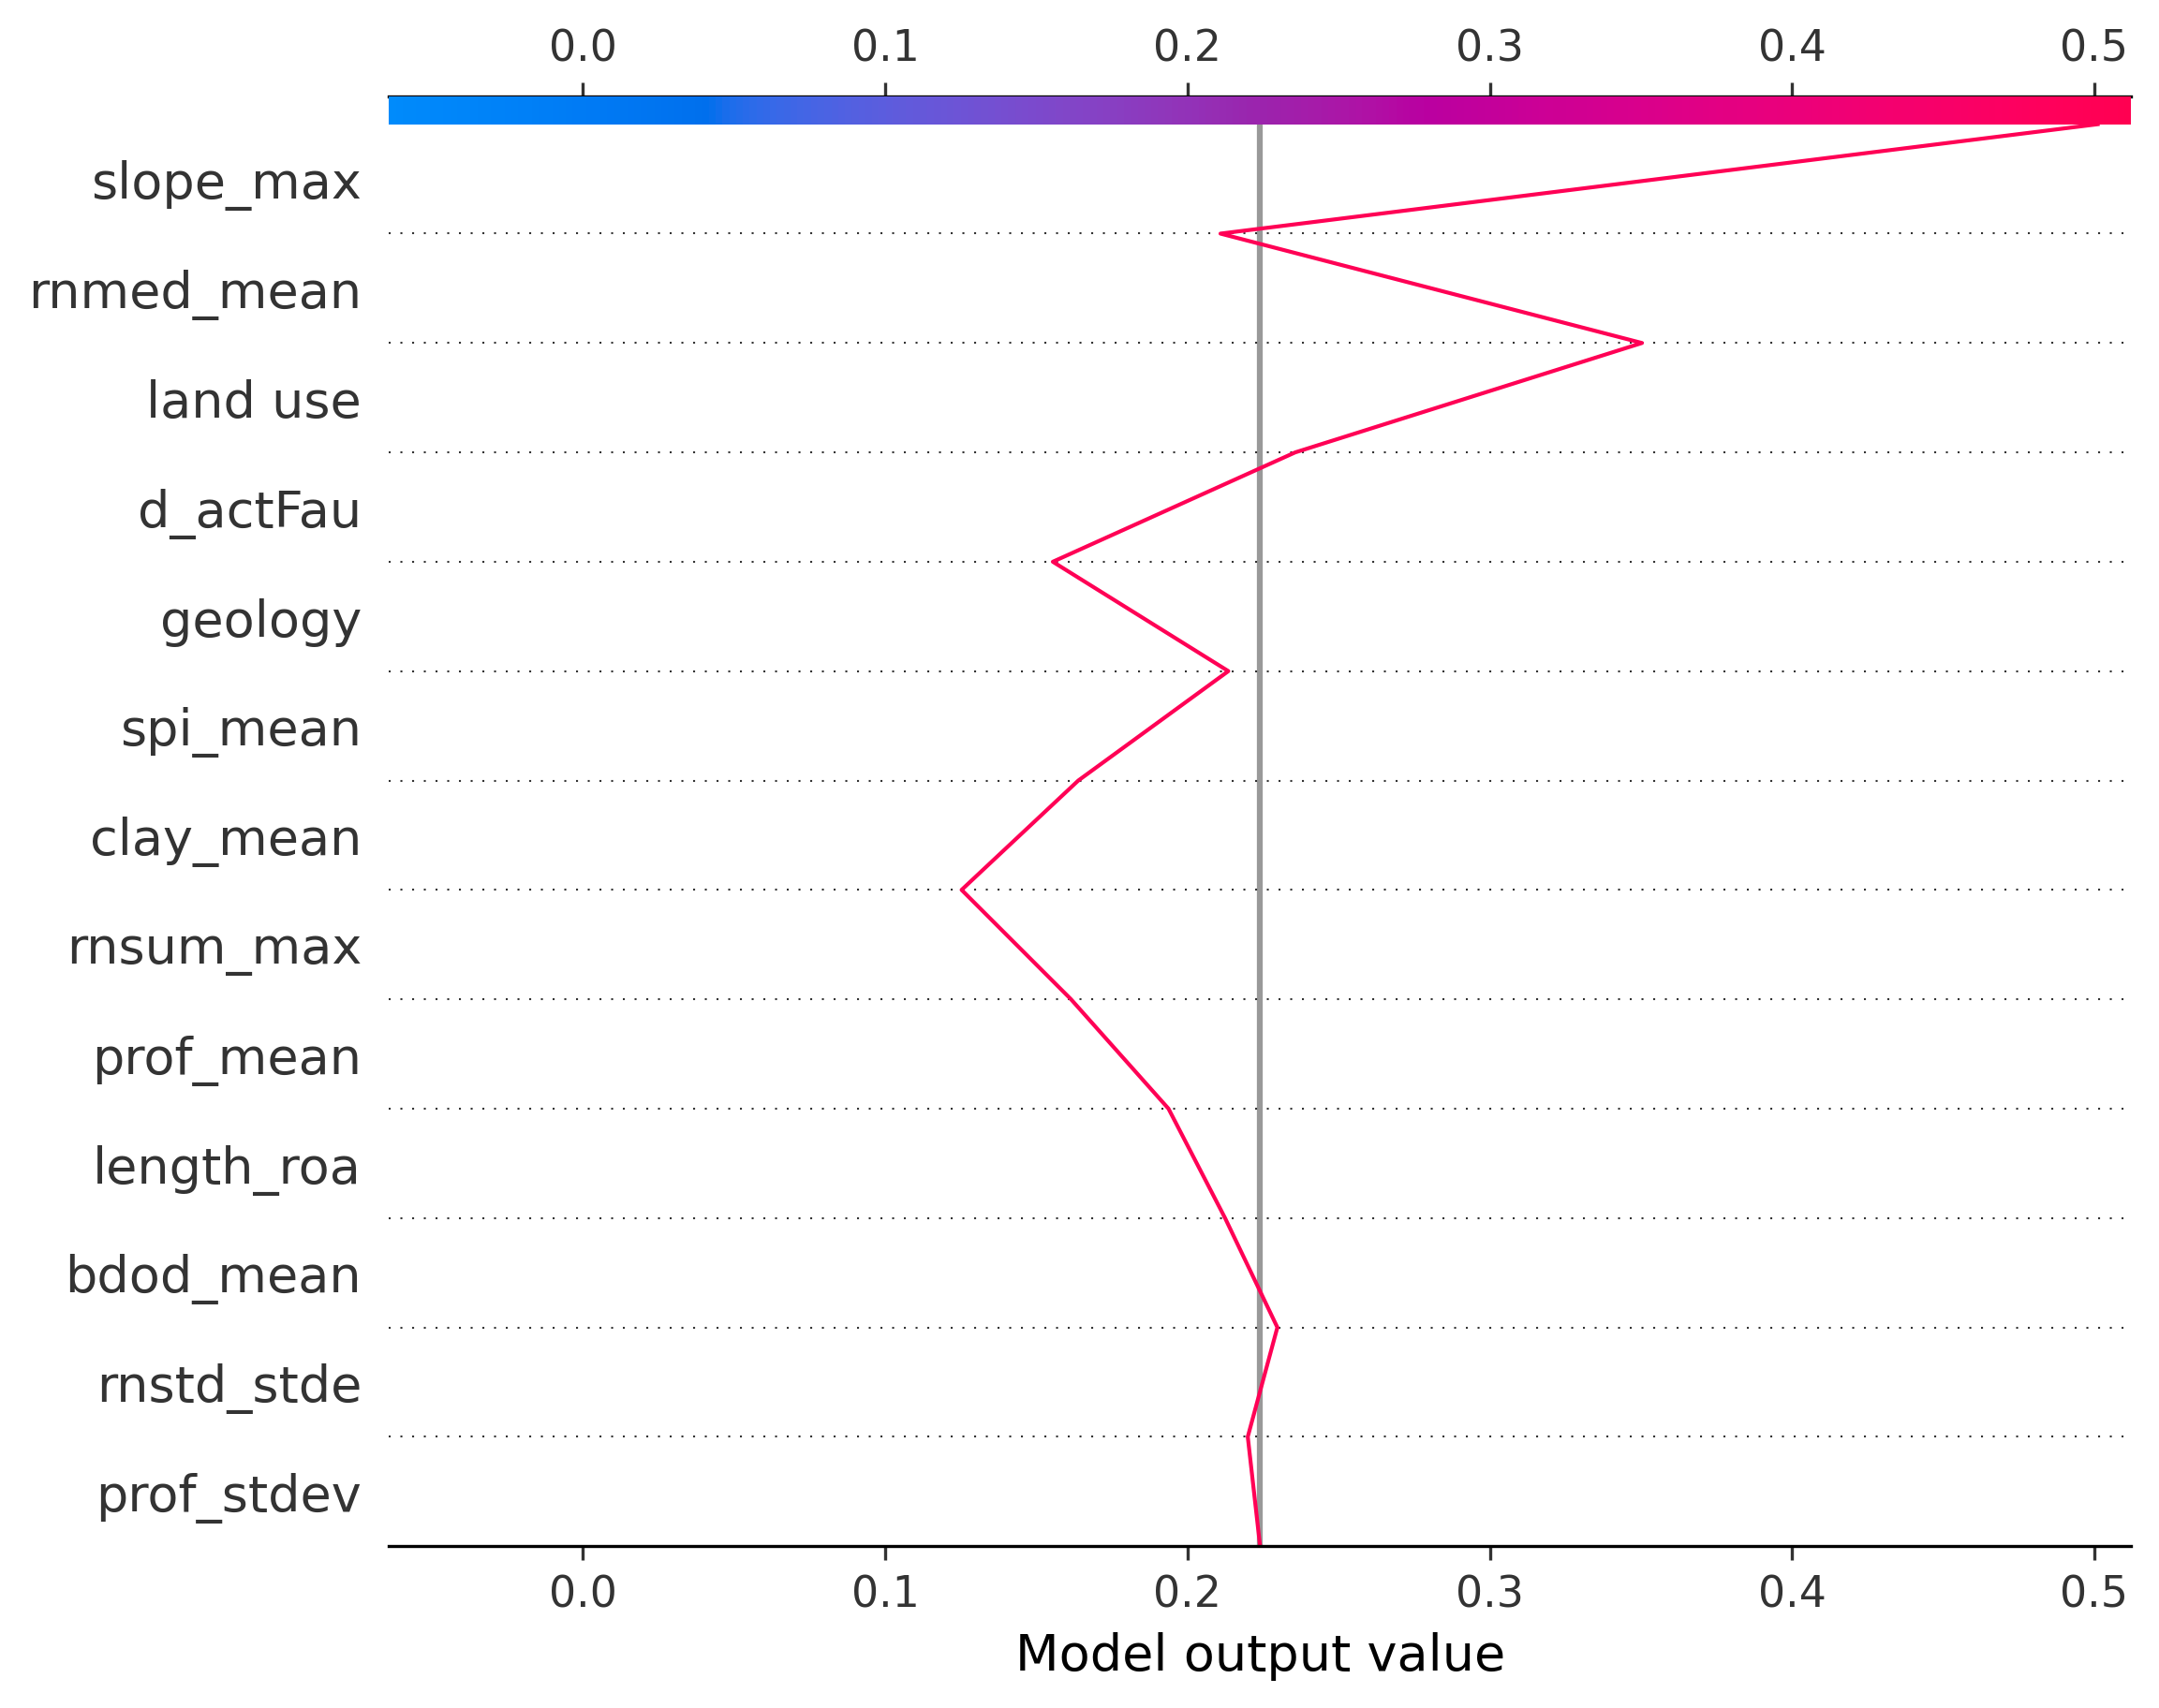 0.0 0.1 0.2 0.3 0.4 0.5
slope_max
rnmed_mean
land use
d_actFau
geology
spi_mean
clay_mean
rnsum_max
prof_mean
length_roa
bdod_mean
rnstd_stde
prof_stdev
0.0 0.1 0.2 0.3 0.4 0.5
Model output value